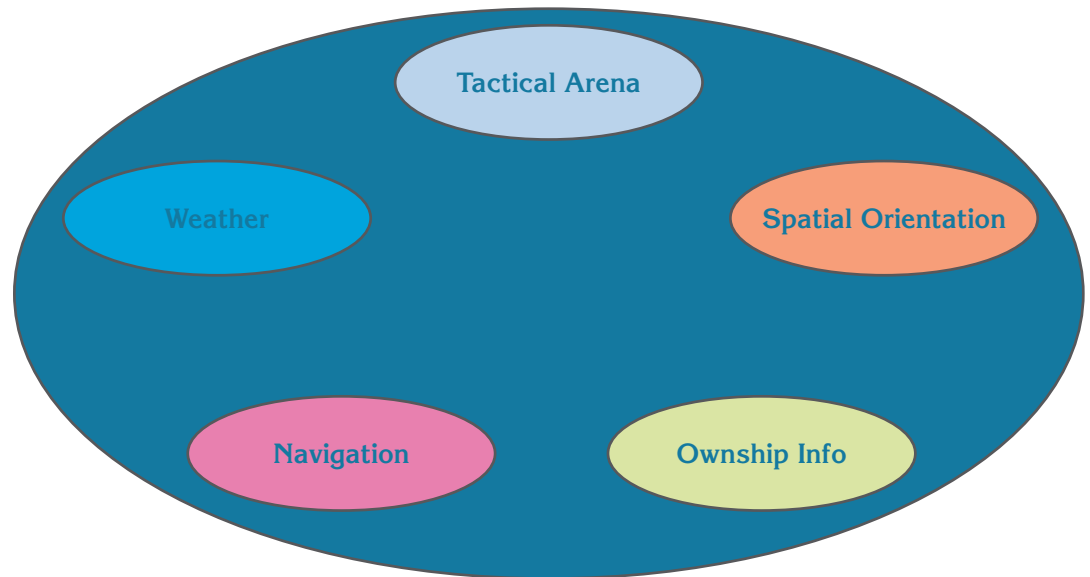 Tactical Arena
Weather
Spatial Orientation
Navigation
Ownship Info